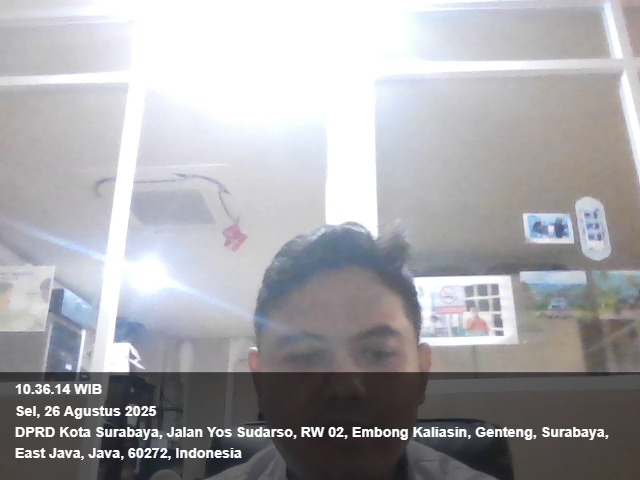 10.36.14 WIB
Sel, 26 Agustus 2025
DPRD Kota Surabaya, Jalan Yos Sudarso, RW 02, Embong Kaliasin, Genteng, Surabaya,
East Java, Java, 60272, Indonesia